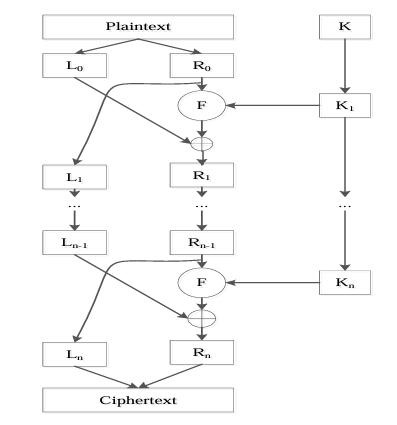 Plaintext K
L₀ R₀
F K₁
L₁ R₁
... ... ...
Lₙ₋₁ Rₙ₋₁
F Kₙ
Lₙ Rₙ
Ciphertext